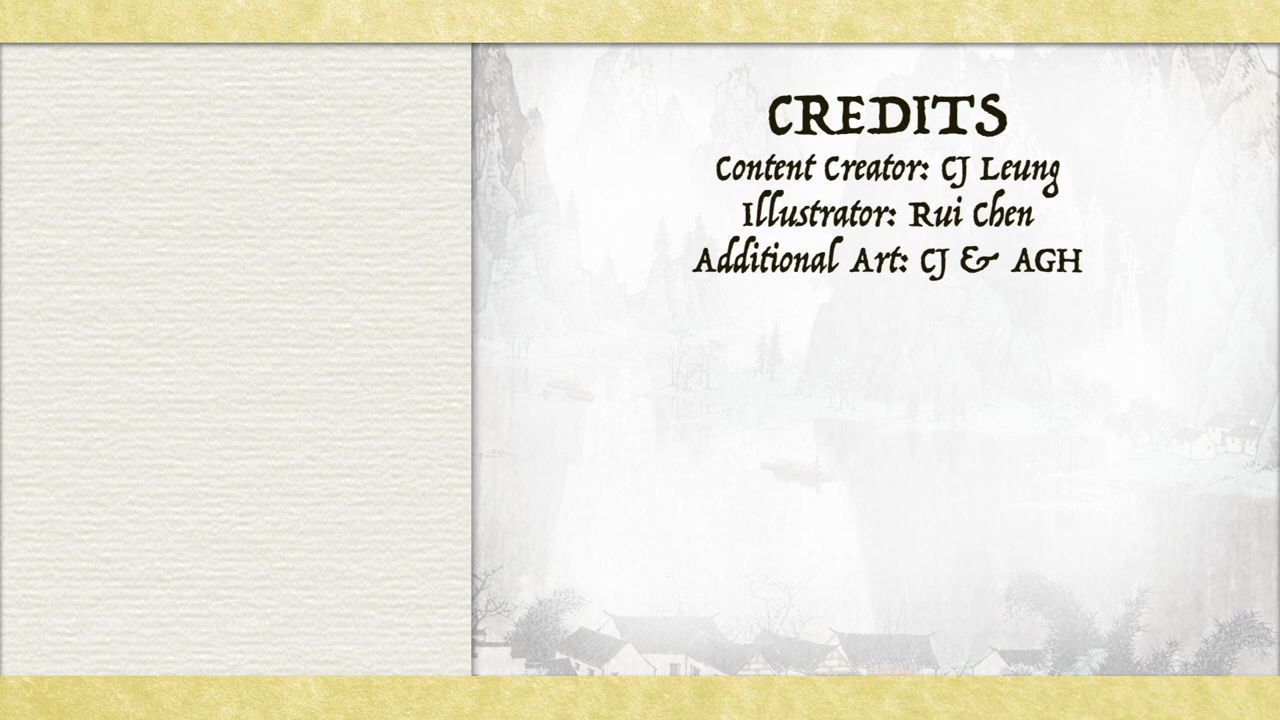 CREDITS
Content Creator: CJ Leung
Illustrator: Rui Chen
Additional Art: CJ & AGH